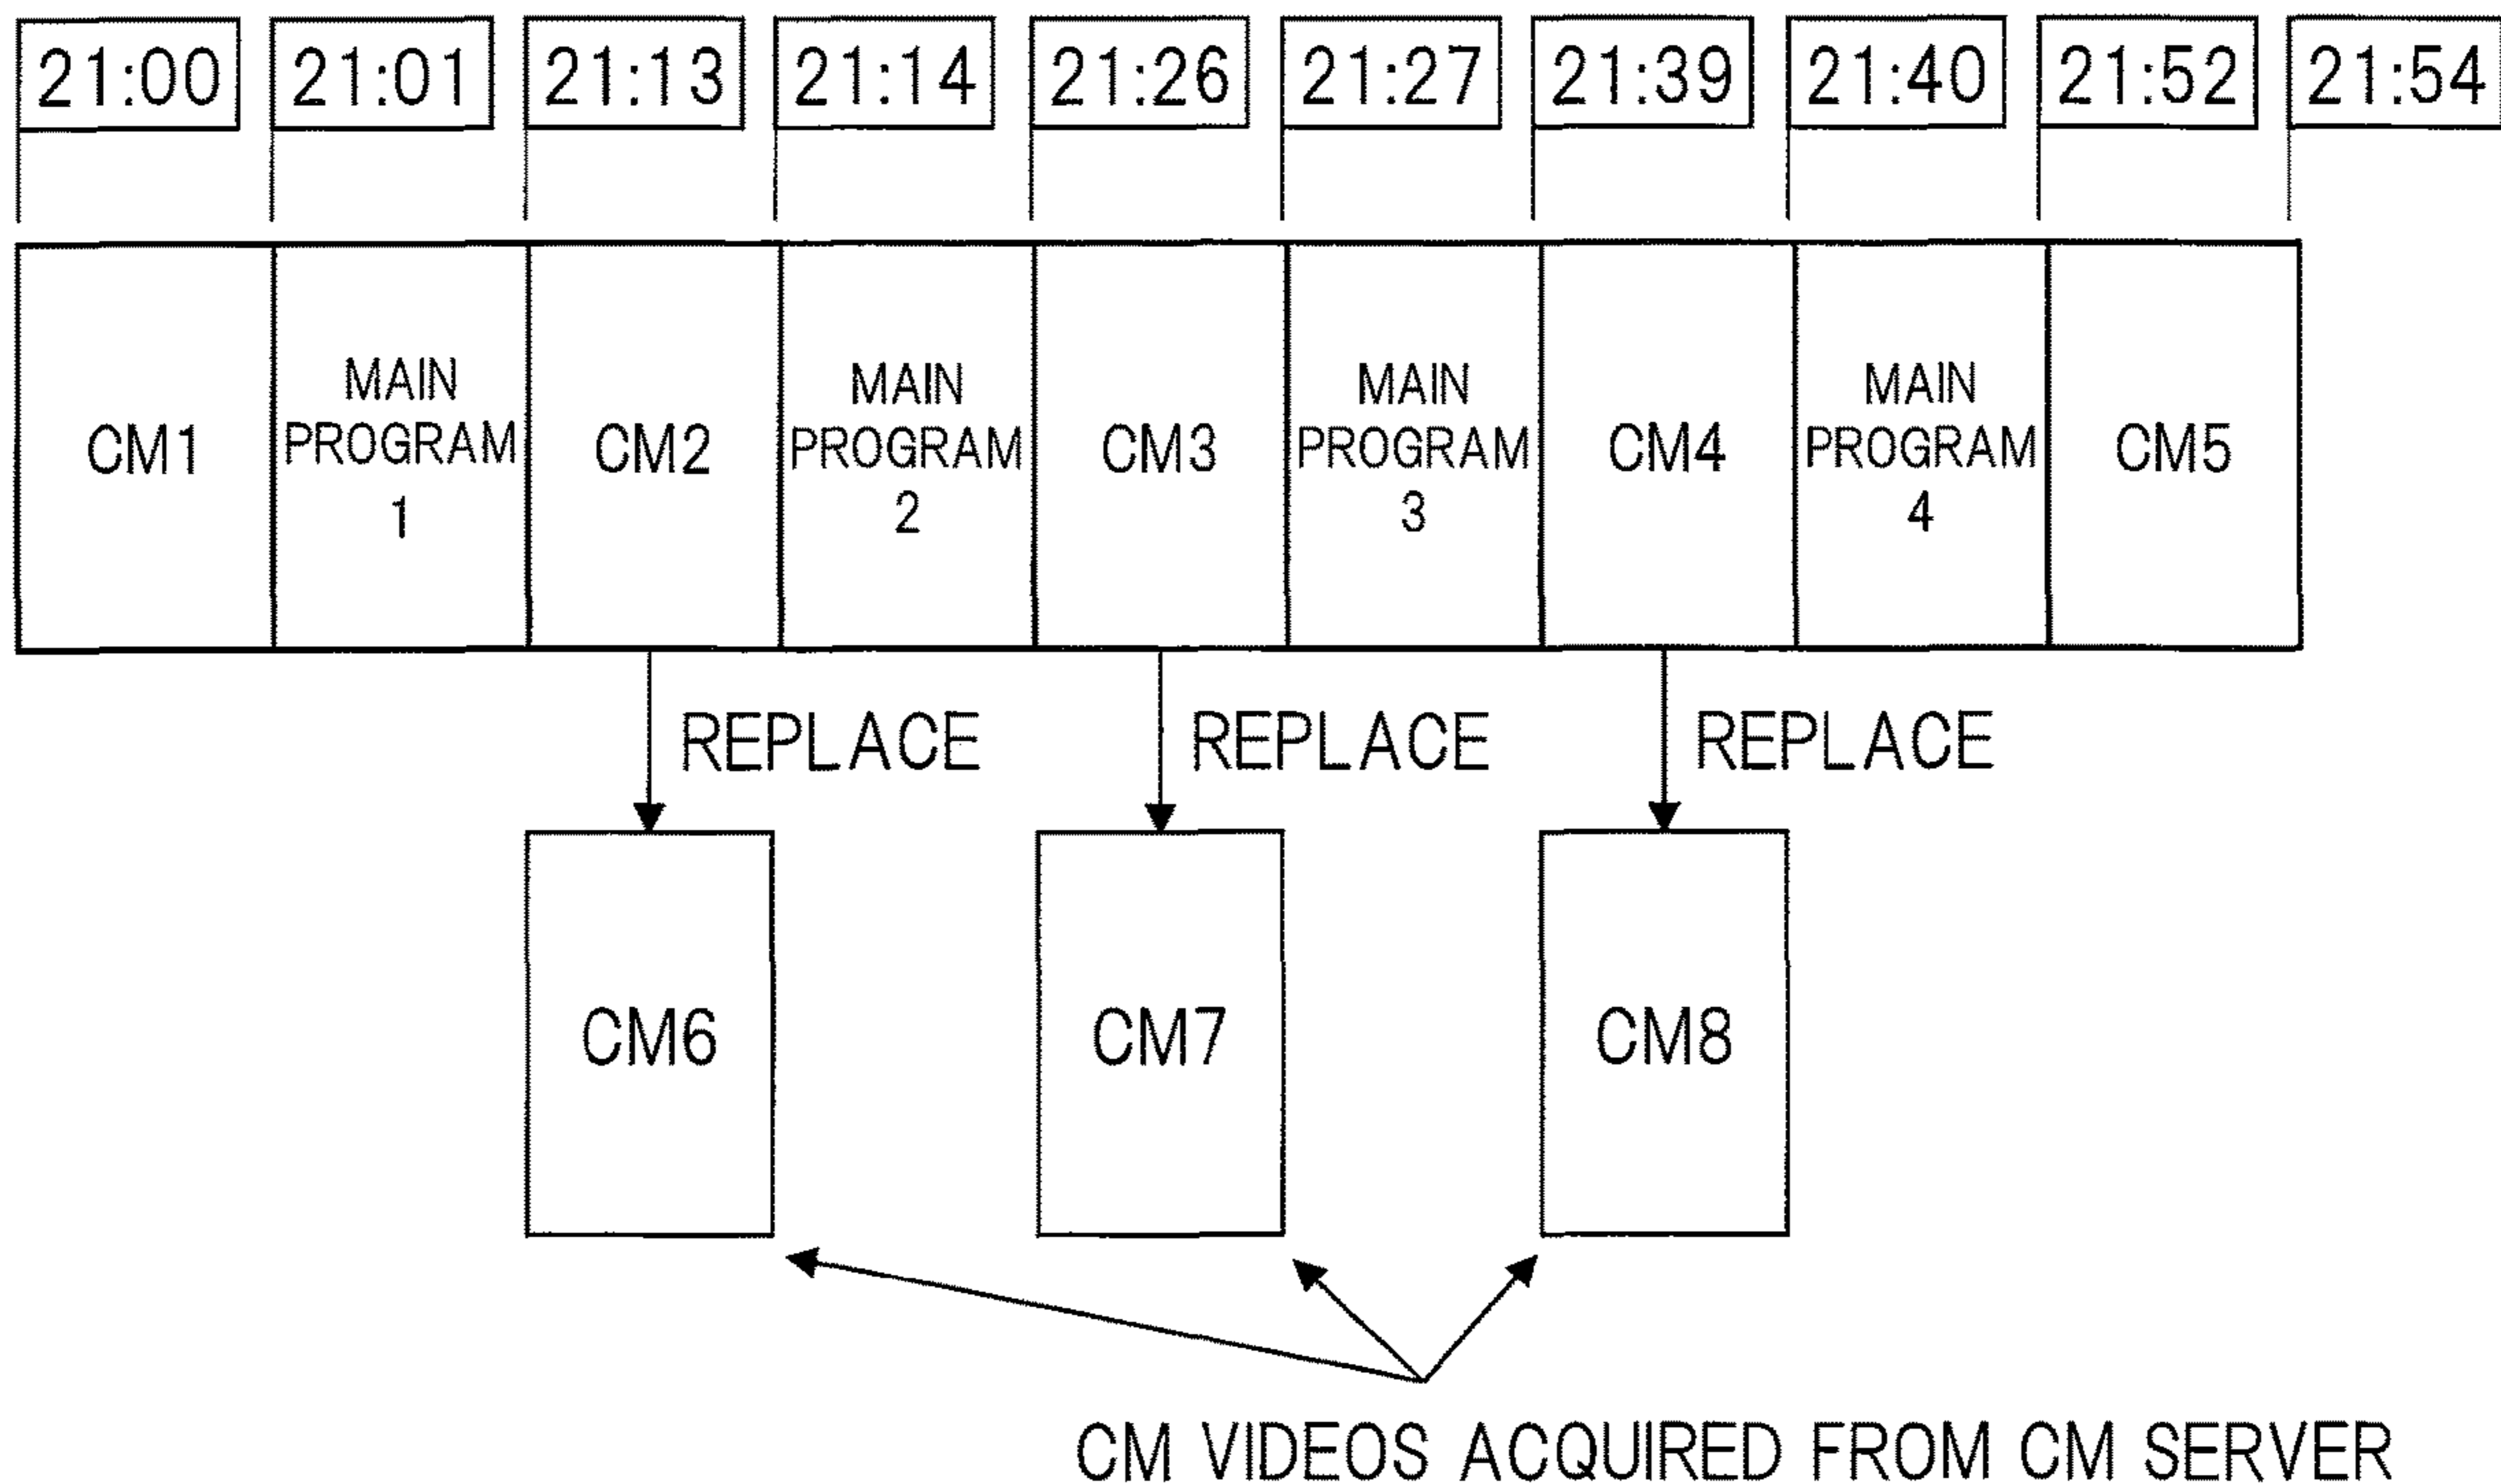 21:00 21:01 21:13 21:14 21:26 21:27 21:39 21:40 21:52 21:54
CM1
MAIN
PROGRAM
1
CM2
MAIN
PROGRAM
2
CM3
MAIN
PROGRAM
3
CM4
MAIN
PROGRAM
4
CM5
REPLACE
REPLACE
REPLACE
CM6
CM7
CM8
CM VIDEOS ACQUIRED FROM CM SERVER